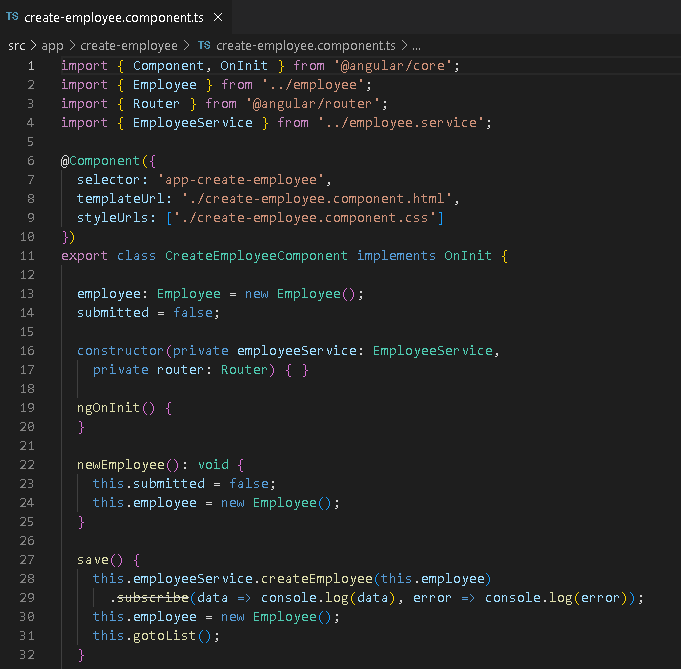 TS create-employee.component.ts ×
src > app > create-employee > TS create-employee.component.ts > ...
1 import { Component, OnInit } from '@angular/core';
2 import { Employee } from '../employee';
3 import { Router } from '@angular/router';
4 import { EmployeeService } from '../employee.service';
5
6 @Component({
7   selector: 'app-create-employee',
8   templateUrl: './create-employee.component.html',
9   styleUrls: ['./create-employee.component.css']
10 })
11 export class CreateEmployeeComponent implements OnInit {
12
13   employee: Employee = new Employee();
14   submitted = false;
15
16   constructor(private employeeService: EmployeeService,
17     private router: Router) { }
18
19   ngOnInit() {
20   }
21
22   newEmployee(): void {
23     this.submitted = false;
24     this.employee = new Employee();
25   }
26
27   save() {
28     this.employeeService.createEmployee(this.employee)
29       .subscribe(data => console.log(data), error => console.log(error));
30     this.employee = new Employee();
31     this.gotoList();
32   }